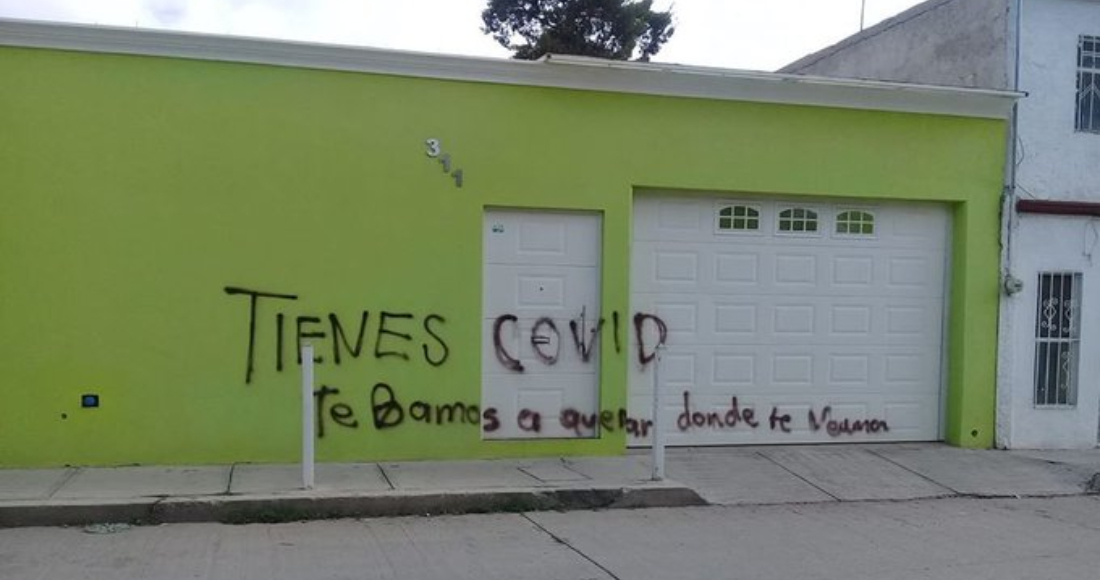 311
TIENES COVID
te Bamos a quemar donde te Veamos